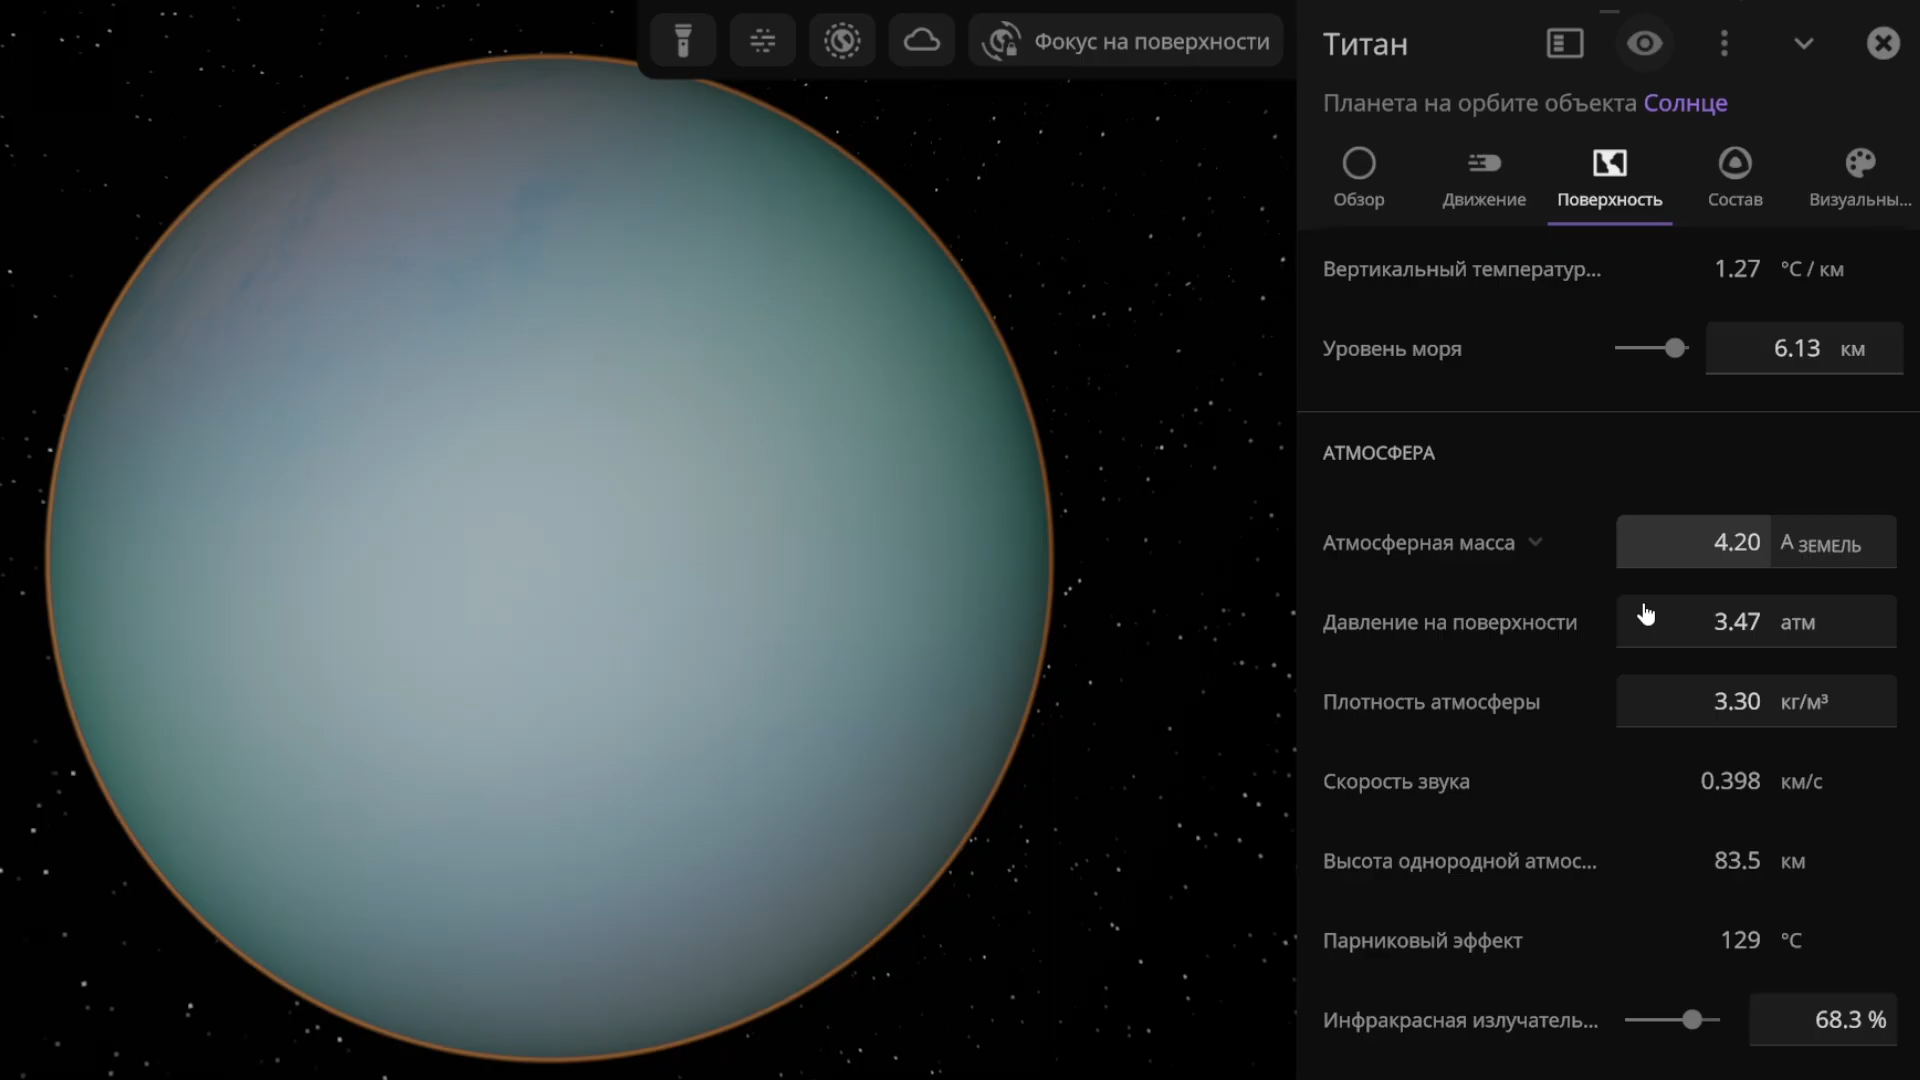 Фокус на поверхности
Титан
Планета на орбите объекта Солнце
Обзор
Движение
Поверхность
Состав
Визуальны...
Вертикальный температур... 1.27 °C / км
Уровень моря 6.13 км
АТМОСФЕРА
Атмосферная масса 4.20 А ЗЕМЕЛЬ
Давление на поверхности 3.47 атм
Плотность атмосферы 3.30 кг/м³
Скорость звука 0.398 км/с
Высота однородной атмос... 83.5 км
Парниковый эффект 129 °C
Инфракрасная излучатель... 68.3 %